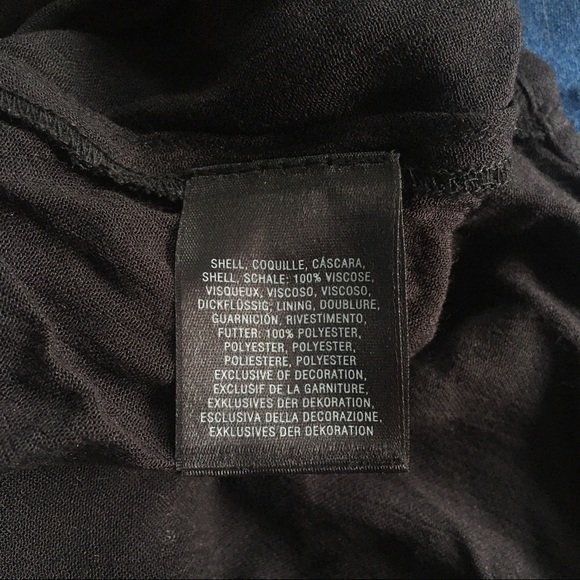 SHELL, COQUILLE, CÁSCARA,
SHELL, SCHALE: 100% VISCOSE,
VISQUEUX, VISCOSO, VISCOSO,
DICKFLÜSSIG; LINING, DOUBLURE,
GUARNICIÓN, RIVESTIMENTO,
FUTTER: 100% POLYESTER,
POLYESTER, POLYESTER,
POLIESTERE, POLYESTER
EXCLUSIVE OF DECORATION,
EXCLUSIF DE LA GARNITURE,
EXKLUSIVES DER DEKORATION,
ESCLUSIVA DELLA DECORAZIONE,
EXKLUSIVES DER DEKORATION